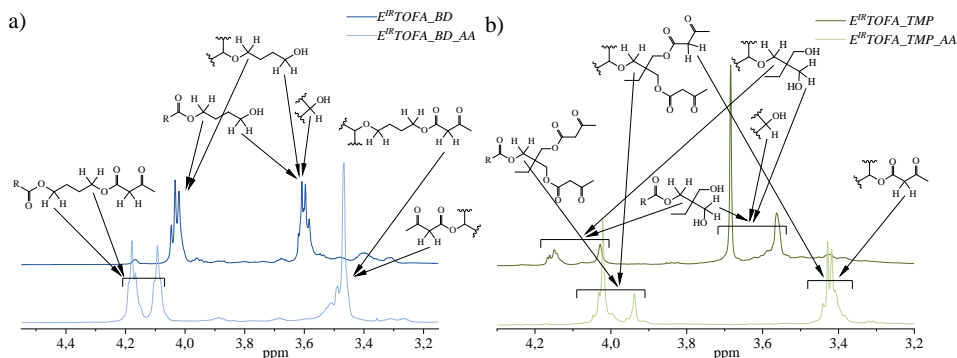 a)
E^IR TOFA_BD
E^IR TOFA_BD_AA
H H
O
OH
H H
O
R
O
H H
OH
H H
H
OH
O
O
O
O
H H
R
O
O
H H
H H
O
O
O
H H
O
O
H H
O
4,4
4,2
4,0
3,8
3,6
3,4
3,2
ppm
b)
E^IR TOFA_TMP
E^IR TOFA_TMP_AA
O
O
O
H
H
H H
O
O
O
O
H H
HO
O
H
HO
H
O
O
R
O
H H
O
O
O
O
O
O
H
OH
R
O
O
H H
HO
H
OH
H
O
O
O
H H
4,2
4,0
3,8
3,6
3,4
3,2
ppm